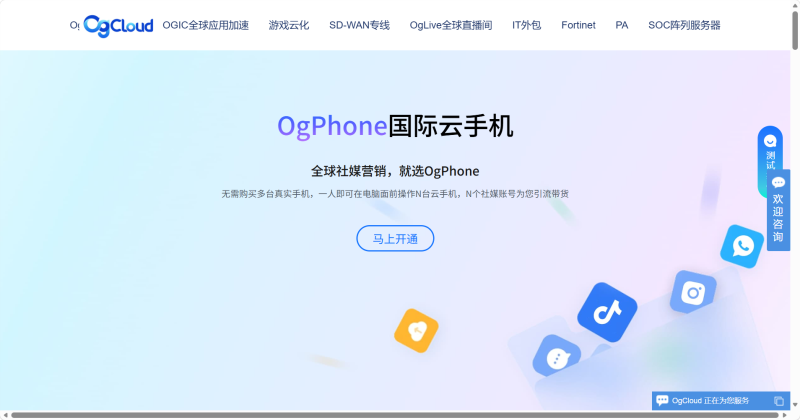 OgCloud
OGIC全球应用加速
游戏云化
SD-WAN专线
OgLive全球直播间
IT外包
Fortinet
PA
SOC阵列服务器
OgPhone国际云手机
全球社媒营销，就选OgPhone
无需购买多台真实手机，一人即可在电脑面前操作N台云手机，N个社媒账号为您引流带货
马上开通
测试
欢迎咨询
OgCloud 正在为您服务